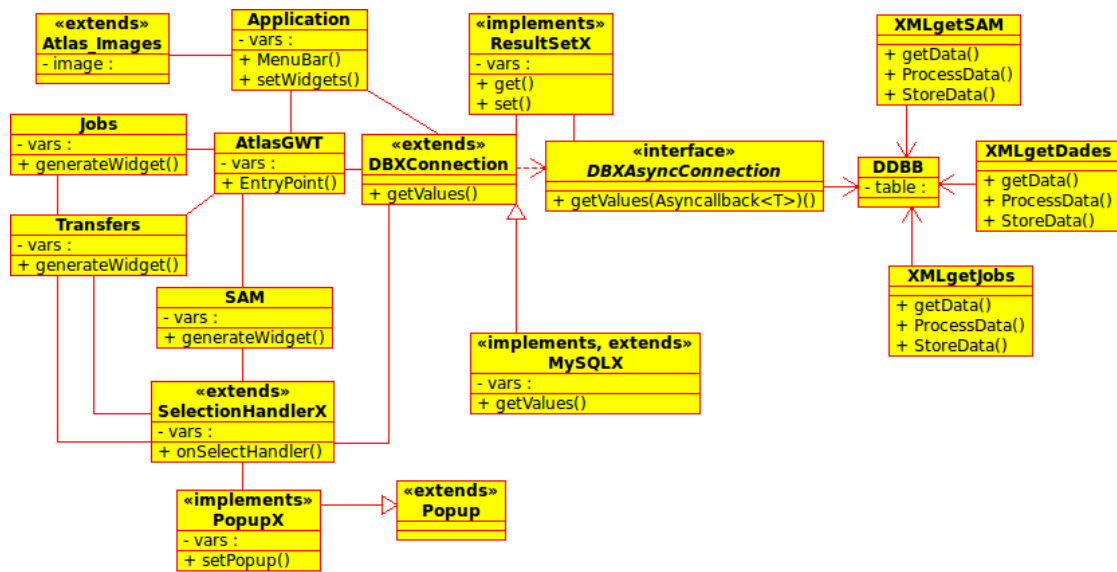 «extends»
Atlas_Images
- image :
Application
- vars :
+ MenuBar()
+ setWidgets()
«implements»
ResultSetX
- vars :
+ get()
+ set()
XMLgetSAM
+ getData()
+ ProcessData()
+ StoreData()
Jobs
- vars :
+ generateWidget()
AtlasGWT
- vars :
+ EntryPoint()
«extends»
DBXConnection
+ getValues()
«interface»
DBXAsyncConnection
+ getValues(Asyncallback<T>)()
DDBB
- table :
XMLgetDades
+ getData()
+ ProcessData()
+ StoreData()
Transfers
- vars :
+ generateWidget()
SAM
- vars :
+ generateWidget()
XMLgetJobs
+ getData()
+ ProcessData()
+ StoreData()
«implements, extends»
MySQLX
- vars :
+ getValues()
«extends»
SelectionHandlerX
- vars :
+ onSelectHandler()
«implements»
PopupX
- vars :
+ setPopup()
«extends»
Popup